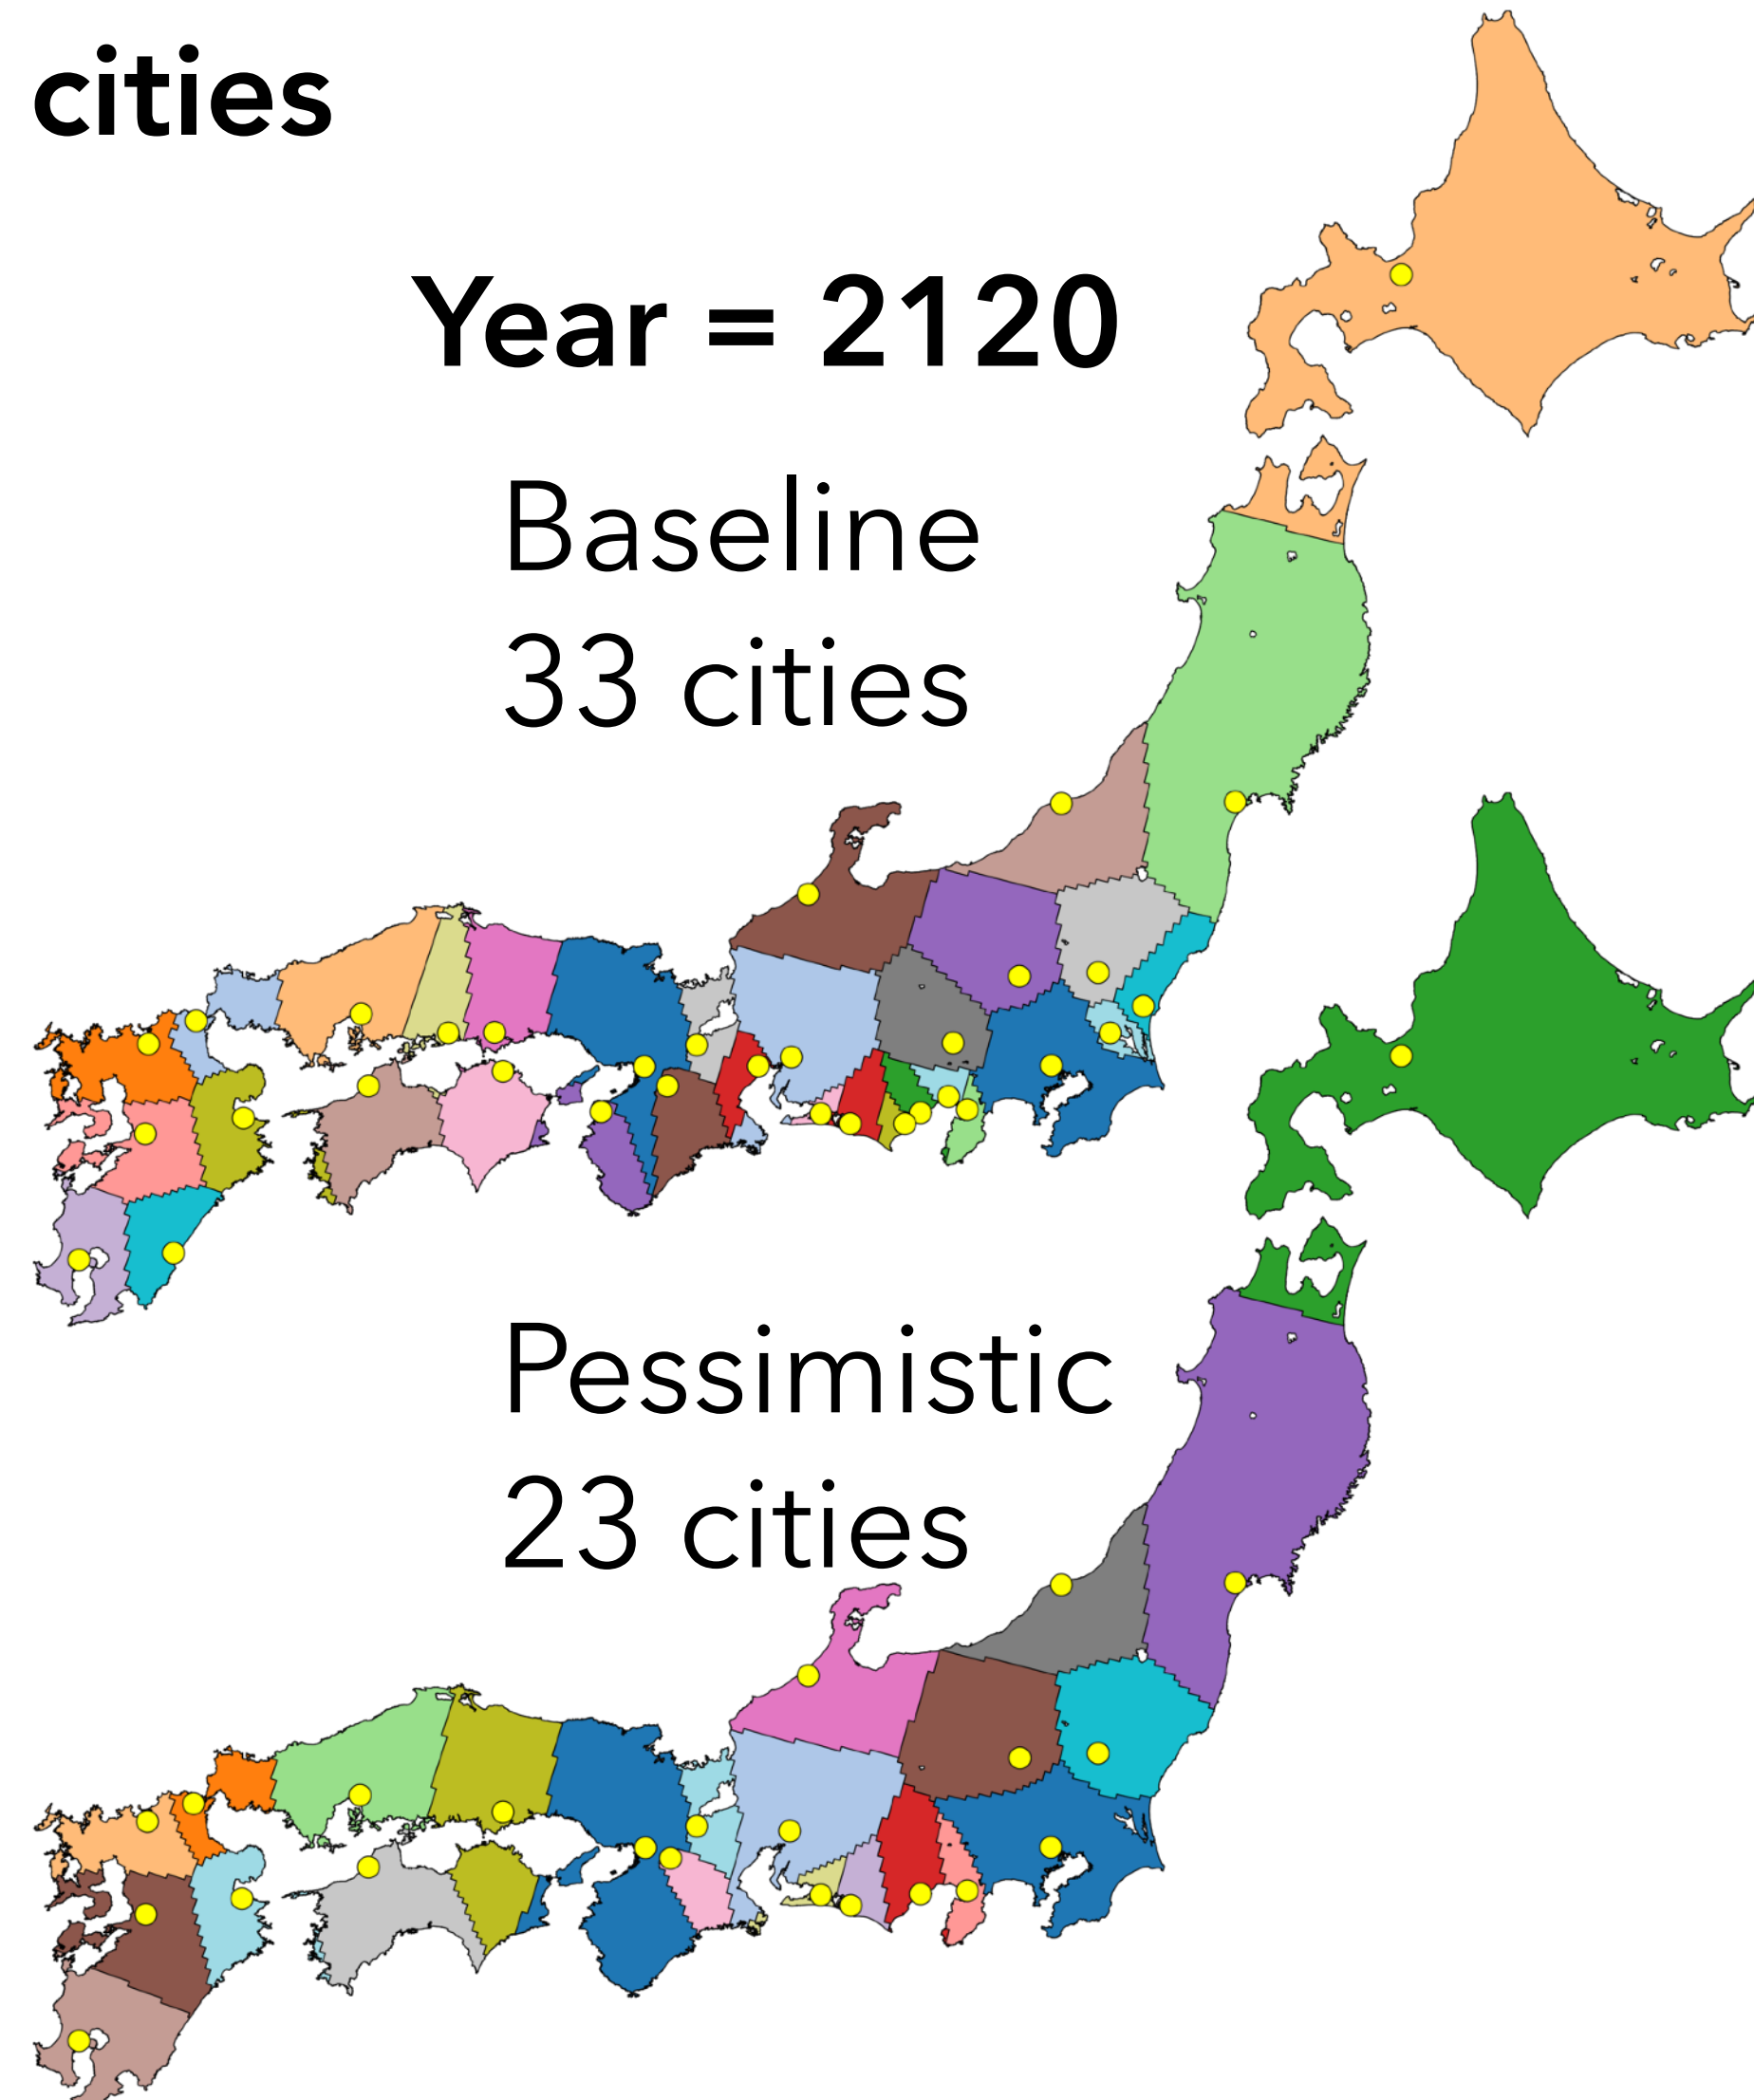 cities
Year = 2120
Baseline
33 cities
Pessimistic
23 cities